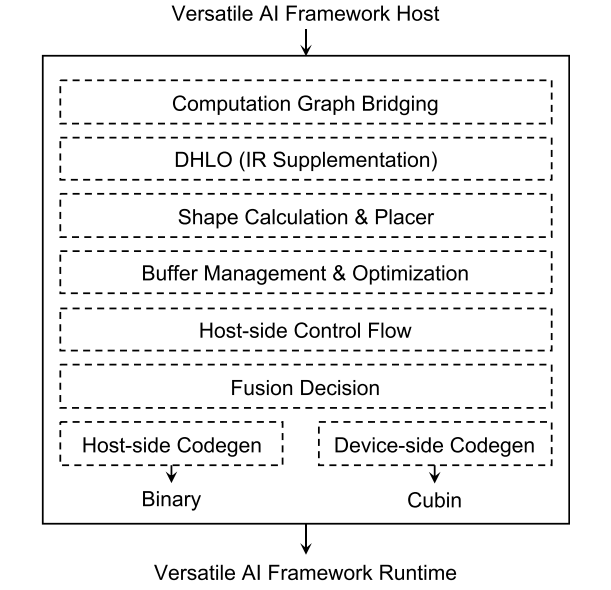 Versatile AI Framework Host
Computation Graph Bridging
DHLO (IR Supplementation)
Shape Calculation & Placer
Buffer Management & Optimization
Host-side Control Flow
Fusion Decision
Host-side Codegen
Device-side Codegen
Binary
Cubin
Versatile AI Framework Runtime